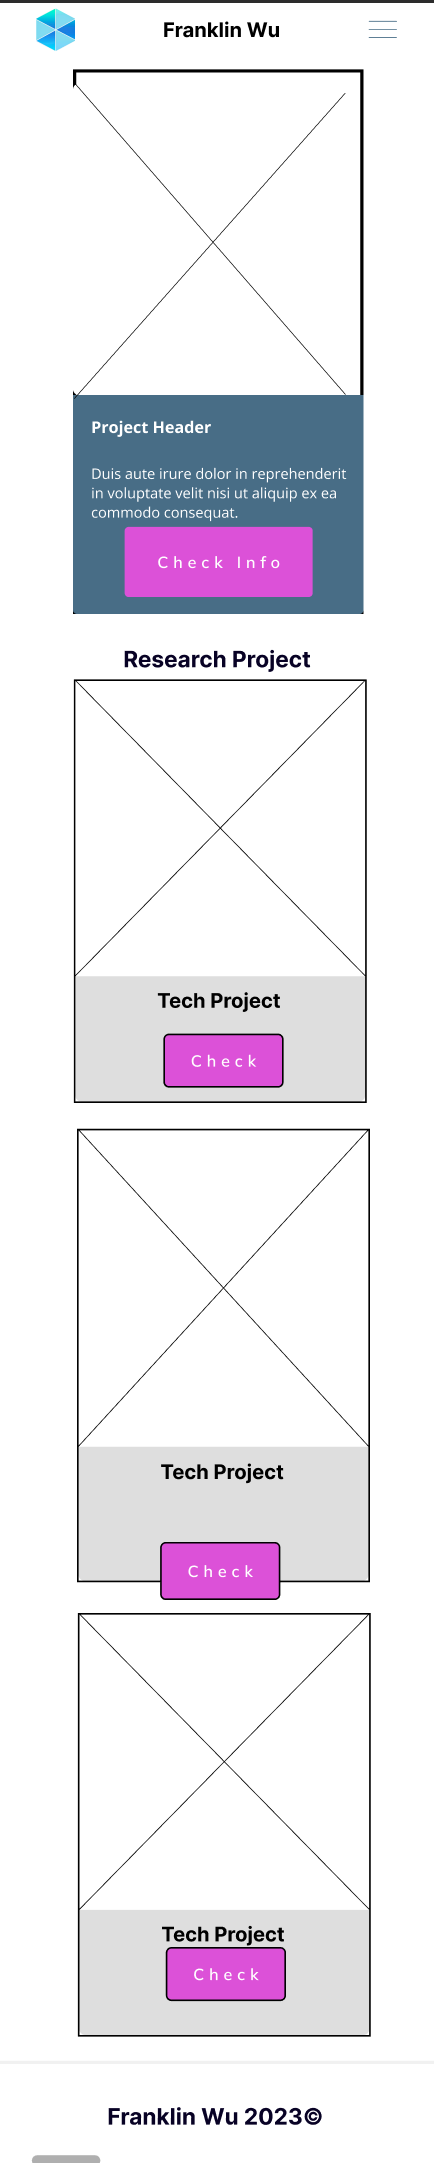 Franklin Wu
Project Header
Duis aute irure dolor in reprehenderit
in voluptate velit nisi ut aliquip ex ea
commodo consequat.
Check Info
Research Project
Tech Project
Check
Tech Project
Check
Tech Project
Check
Franklin Wu 2023©